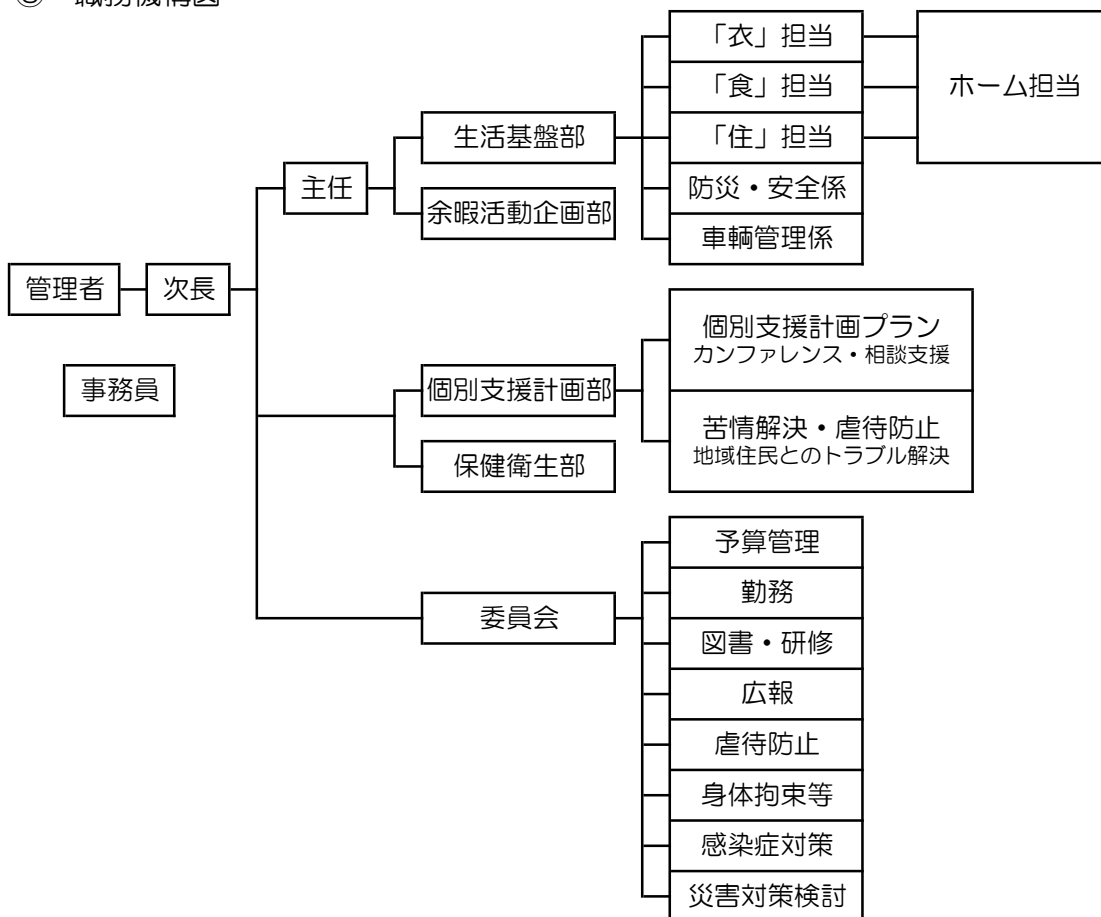 職務機構図
「衣」担当
「食」担当
「住」担当
防災・安全係
車輌管理係
ホーム担当
生活基盤部
余暇活動企画部
主任
管理者
次長
事務員
個別支援計画部
保健衛生部
個別支援計画プラン
カンファレンス・相談支援
苦情解決・虐待防止
地域住民とのトラブル解決
委員会
予算管理
勤務
図書・研修
広報
虐待防止
身体拘束等
感染症対策
災害対策検討